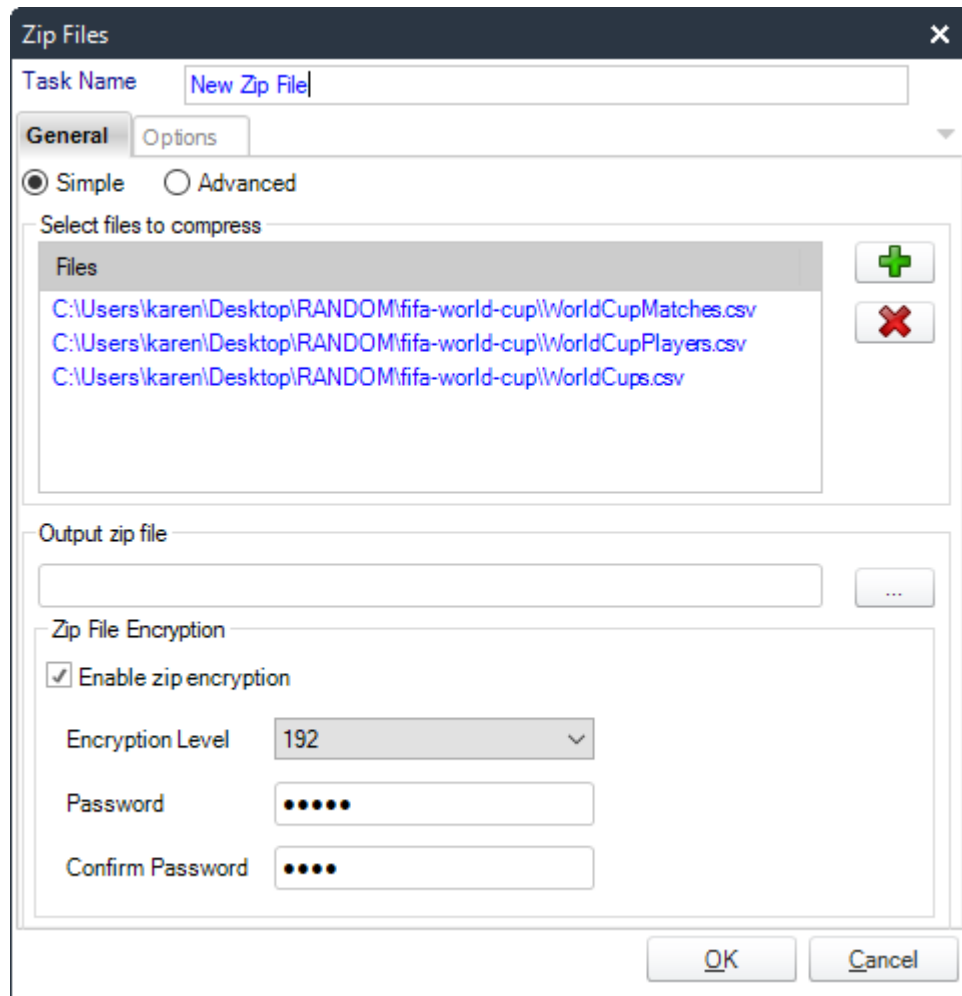 Zip Files
Task Name New Zip File
General Options
Simple Advanced
Select files to compress
Files
C:\Users\karen\Desktop\RANDOM\fifa-world-cup\WorldCupMatches.csv
C:\Users\karen\Desktop\RANDOM\fifa-world-cup\WorldCupPlayers.csv
C:\Users\karen\Desktop\RANDOM\fifa-world-cup\WorldCups.csv
Output zip file
...
Zip File Encryption
Enable zip encryption
Encryption Level 192
Password •••••
Confirm Password ••••
OK Cancel